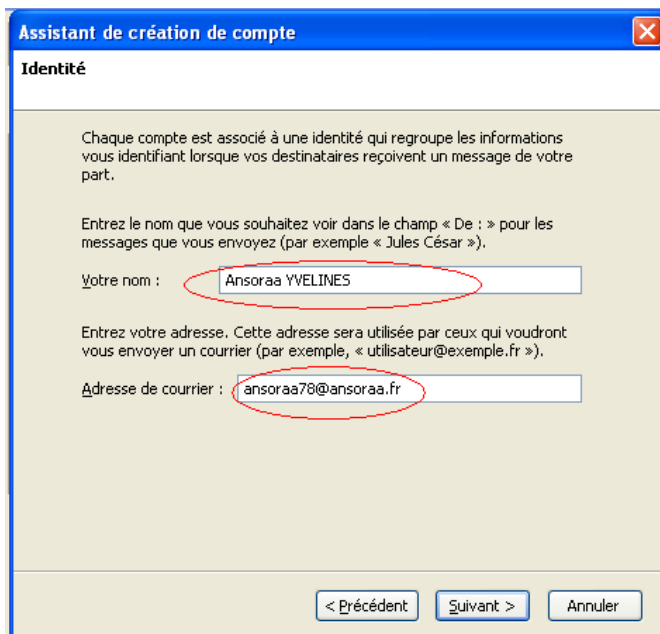 Assistant de création de compte
Identité
Chaque compte est associé à une identité qui regroupe les informations
vous identifiant lorsque vos destinataires reçoivent un message de votre
part.
Entrez le nom que vous souhaitez voir dans le champ « De : » pour les
messages que vous envoyez (par exemple « Jules César »).
Votre nom : Ansoraa YVELINES
Entrez votre adresse. Cette adresse sera utilisée par ceux qui voudront
vous envoyer un courrier (par exemple, « utilisateur@exemple.fr »).
Adresse de courrier : ansoraa78@ansoraa.fr
< Précédent Suivant > Annuler